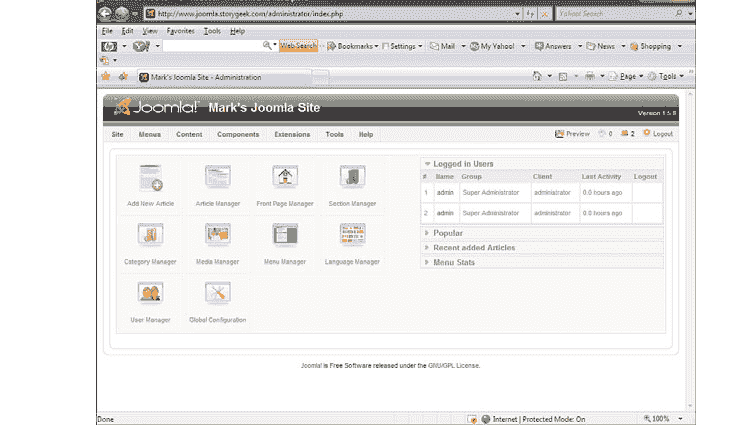 http://www.joomla.storygeek.com/administrator/index.php Yahoo! Search
File Edit View Favorites Tools Help
Web Search Bookmarks Settings Mail My Yahoo! Answers News Shopping
Mark's Joomla Site - Administration Page Tools
Joomla! Mark's Joomla Site
Version 1.5.8
Site Menus Content Components Extensions Tools Help Preview 0 2 Logout
Logged in Users
# Name Group Client Last Activity Logout
1 admin Super Administrator administrator 0.0 hours ago
2 admin Super Administrator administrator 0.0 hours ago
Popular
Recent added Articles
Menu Stats
Add New Article Article Manager Front Page Manager Section Manager
Category Manager Media Manager Menu Manager Language Manager
User Manager Global Configuration
Joomla! is Free Software released under the GNU/GPL License.
Done Internet | Protected Mode: On 100%